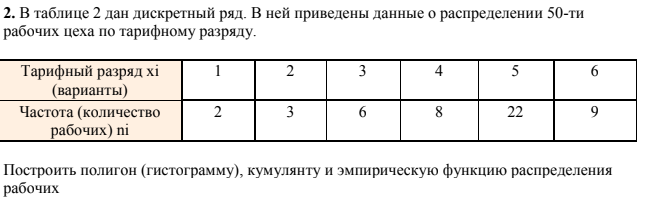 2. В таблице 2 дан дискретный ряд. В ней приведены данные о распределении 50-ти
рабочих цеха по тарифному разряду.
Тарифный разряд xi (варианты) 1 2 3 4 5 6
Частота (количество рабочих) ni 2 3 6 8 22 9
Построить полигон (гистограмму), кумулянту и эмпирическую функцию распределения
рабочих